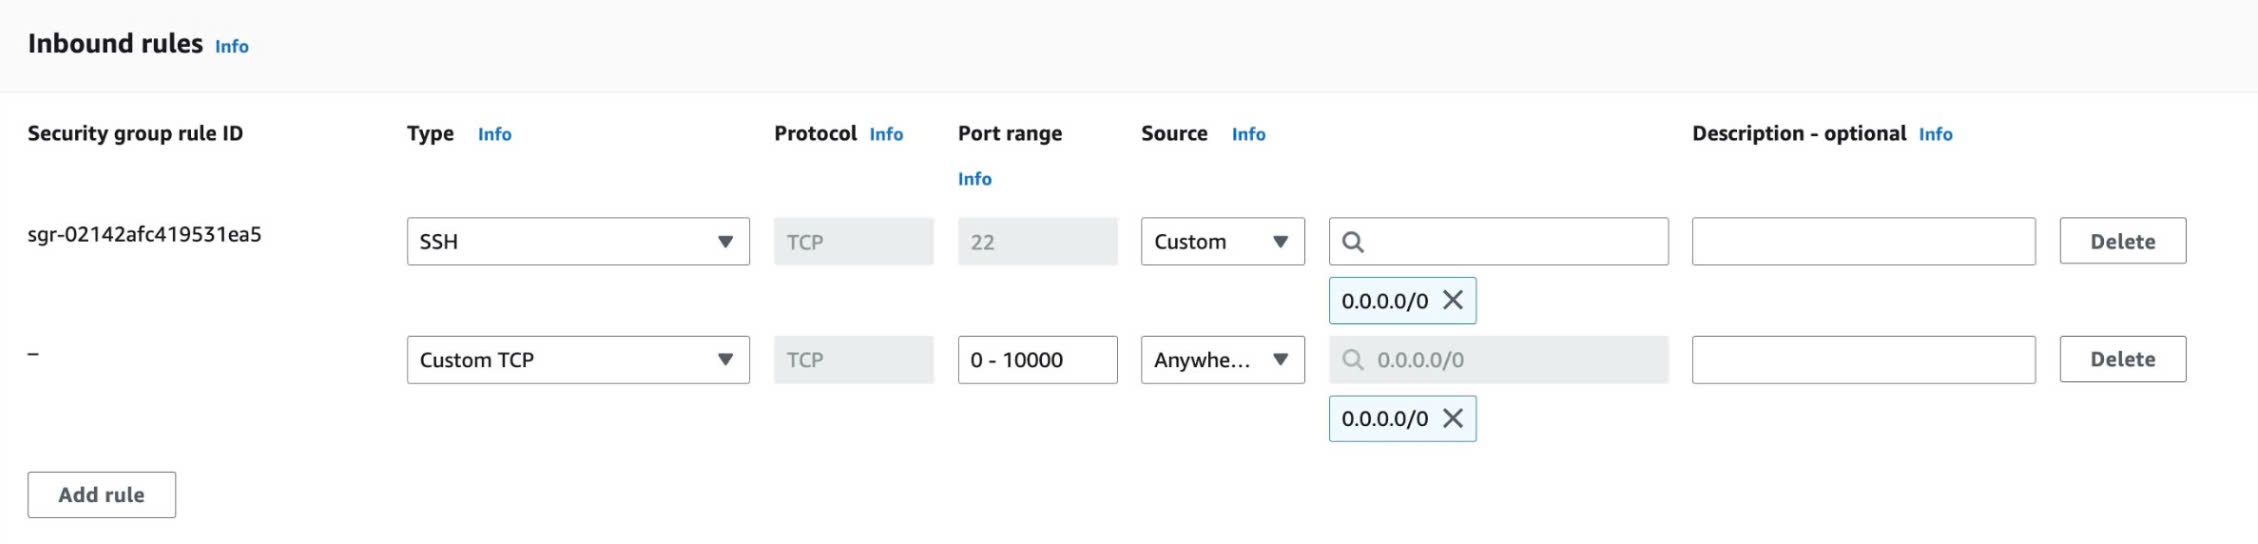 Inbound rules Info
Security group rule ID Type Info Protocol Info Port range Source Info Description - optional Info
Info
sgr-02142afc419531ea5 SSH TCP 22 Custom Delete
0.0.0.0/0
– Custom TCP TCP 0 - 10000 Anywhe... 0.0.0.0/0 Delete
0.0.0.0/0
Add rule